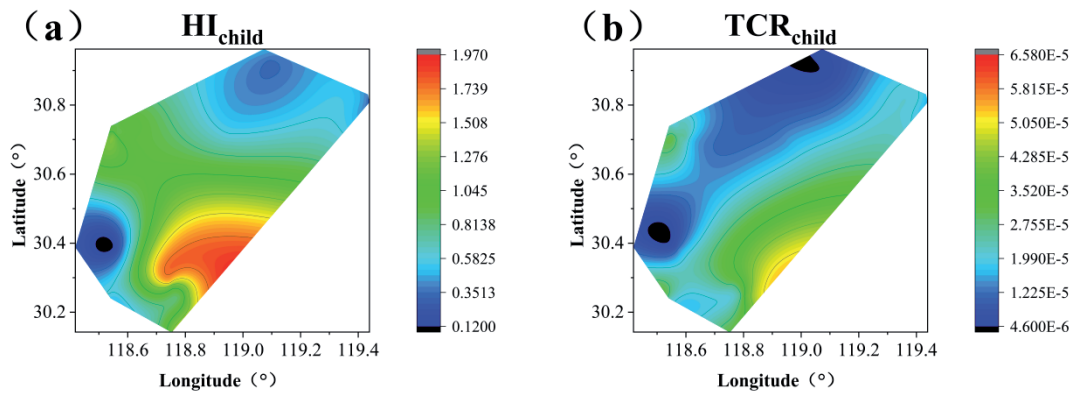 （a） HI child
1.970
1.739
1.508
1.276
1.045
0.8138
0.5825
0.3513
0.1200
30.8
30.6
30.4
30.2
Latitude（°）
118.6 118.8 119.0 119.2 119.4
Longitude（°）
（b） TCR child
6.580E-5
5.815E-5
5.050E-5
4.285E-5
3.520E-5
2.755E-5
1.990E-5
1.225E-5
4.600E-6
30.8
30.6
30.4
30.2
Latitude（°）
118.6 118.8 119.0 119.2 119.4
Longitude（°）